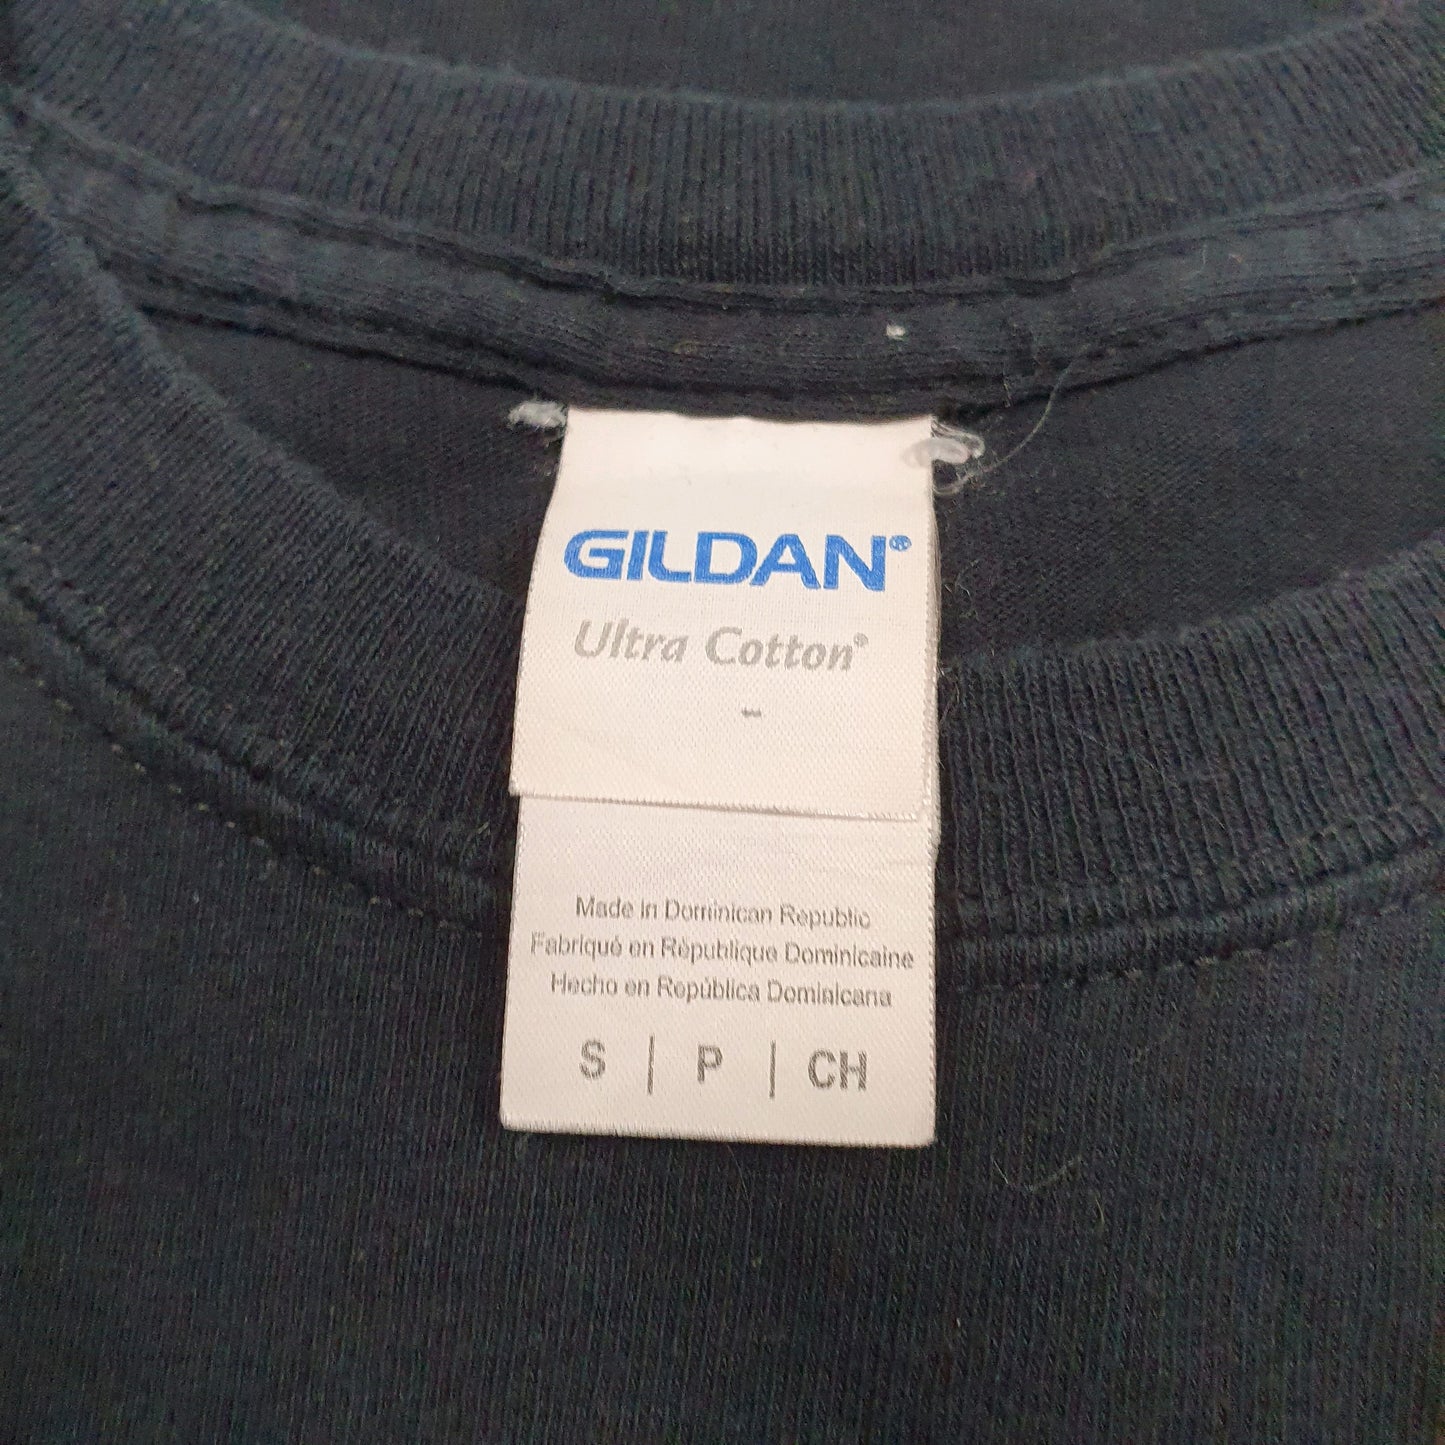 GILDAN®
Ultra Cotton®
Made in Dominican Republic
Fabriqué en République Dominicaine
Hecho en República Dominicana
S | P | CH